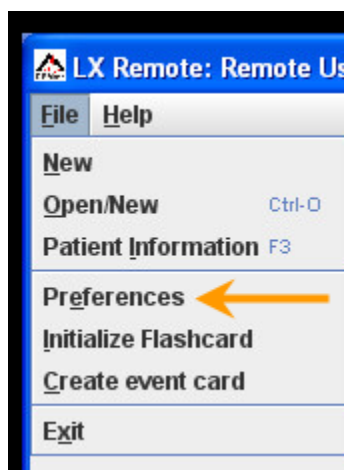 LX Remote: Remote Us
File Help
New
Open/New Ctrl-O
Patient Information F3
Preferences
Initialize Flashcard
Create event card
Exit